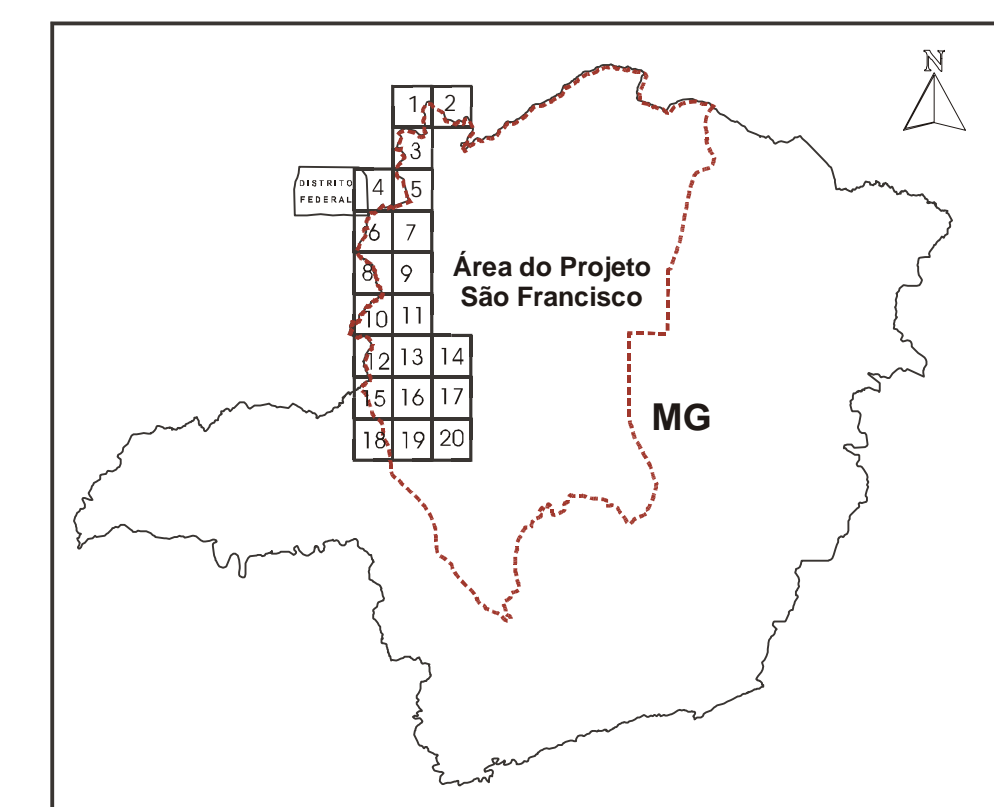 N
1 2
3
DISTRITO
FEDERAL
4 5
6 7
8 9
10 11
12 13 14
15 16 17
18 19 20
Área do Projeto
São Francisco
MG